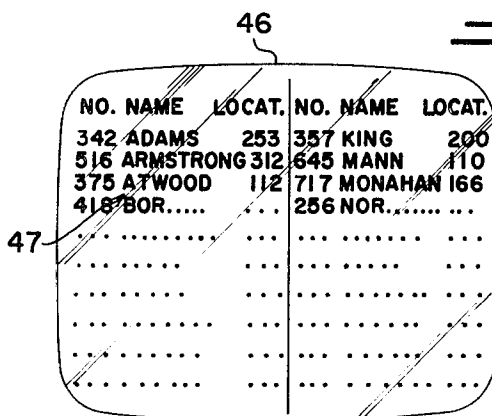 46
NO. NAME LOCAT. NO. NAME LOCAT.
342 ADAMS 253 357 KING 200
516 ARMSTRONG 312 645 MANN 110
375 ATWOOD 112 717 MONAHAN 166
418 BOR..... ... 256 NOR....... ...
47